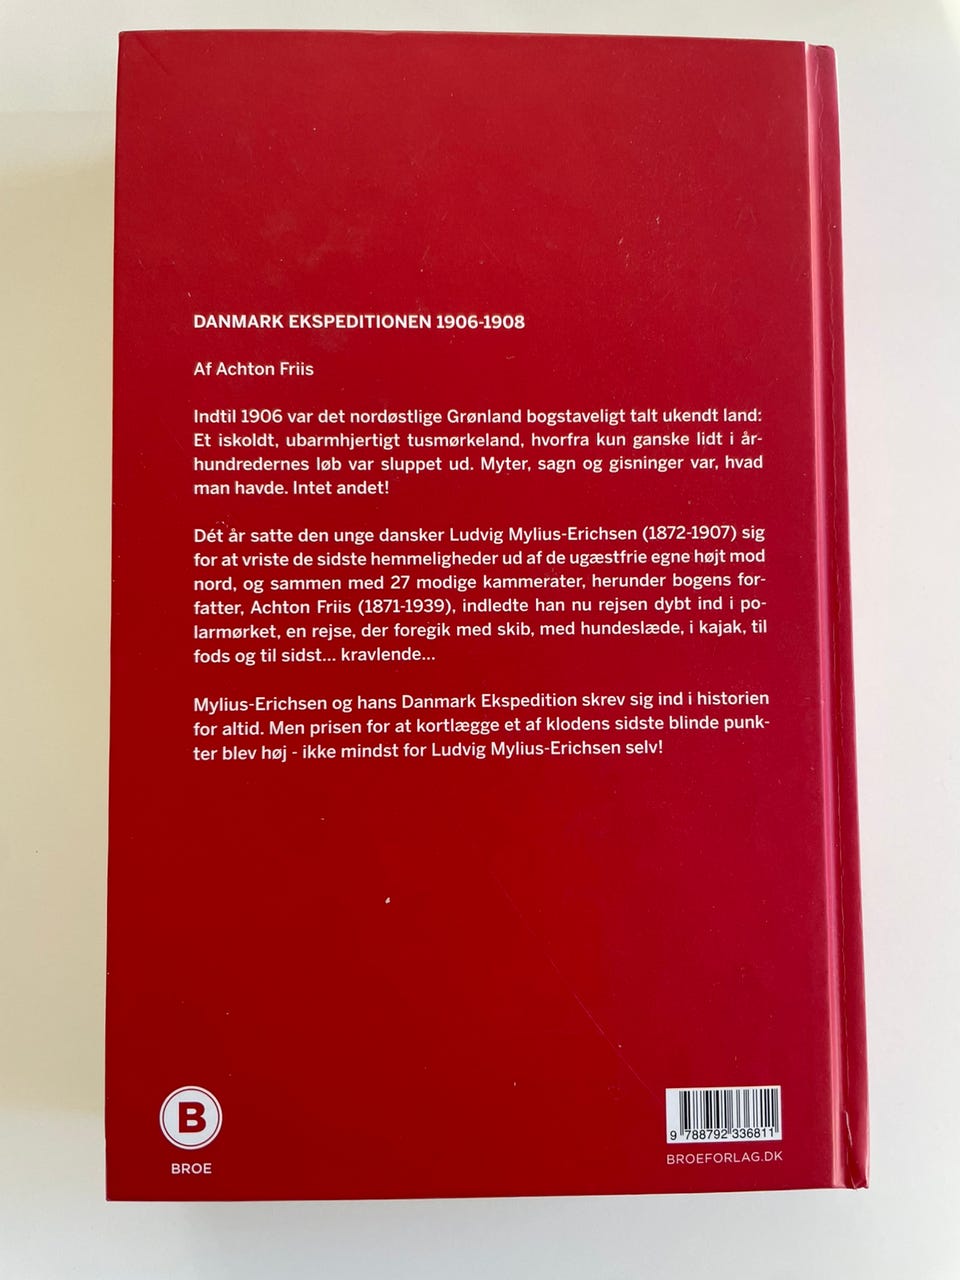 DANMARK EKSPEDITIONEN 1906-1908
Af Achton Friis
Indtil 1906 var det nordøstlige Grønland bogstaveligt talt ukendt land:
Et iskoldt, ubarmhjertigt tusmørkeland, hvorfra kun ganske lidt i år-
hundredernes løb var sluppet ud. Myter, sagn og gisninger var, hvad
man havde. Intet andet!
Dét år satte den unge dansker Ludvig Mylius-Erichsen (1872-1907) sig
for at vriste de sidste hemmeligheder ud af de ugæstfrie egne højt mod
nord, og sammen med 27 modige kammerater, herunder bogens for-
fatter, Achton Friis (1871-1939), indledte han nu rejsen dybt ind i po-
larmørket, en rejse, der foregik med skib, med hundeslæde, i kajak, til
fods og til sidst... kravlende...
Mylius-Erichsen og hans Danmark Ekspedition skrev sig ind i historien
for altid. Men prisen for at kortlægge et af klodens sidste blinde punk-
ter blev høj - ikke mindst for Ludvig Mylius-Erichsen selv!
B
BROE
9 788792 336811
BROEFORLAG.DK